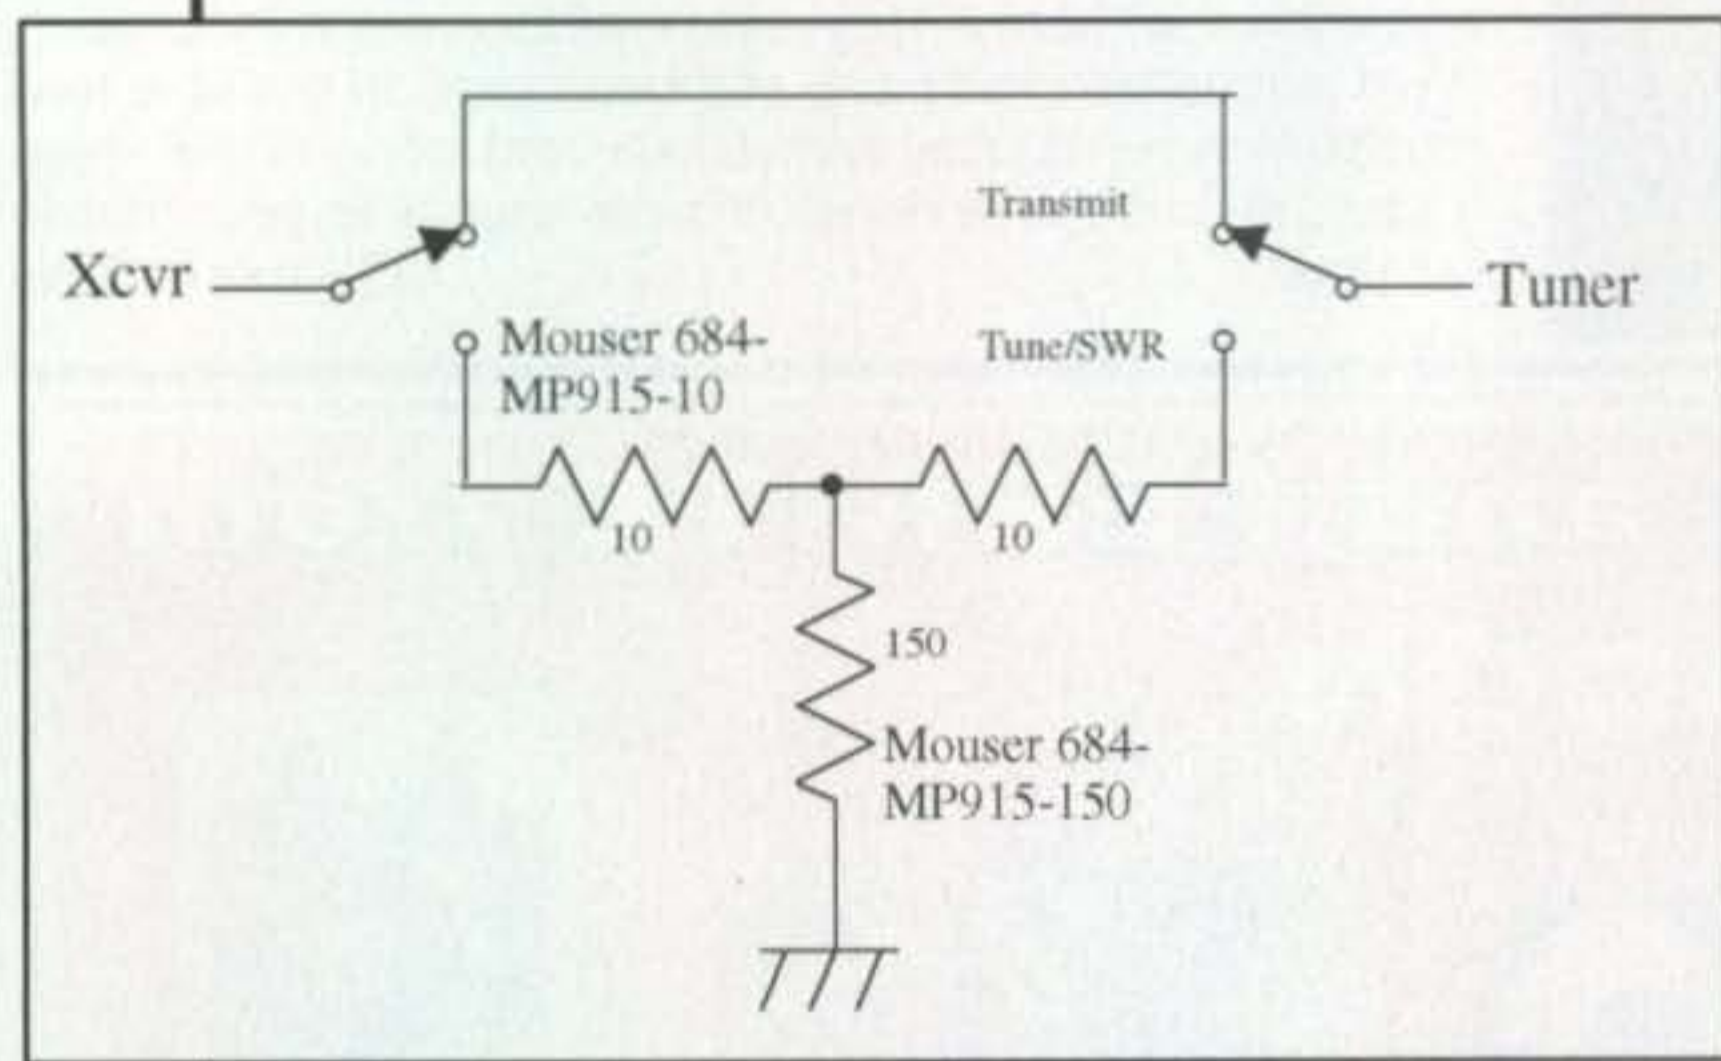 Transmit
Xcvr
Tuner
Mouser 684-
MP915-10
Tune/SWR
10
10
150
Mouser 684-
MP915-150